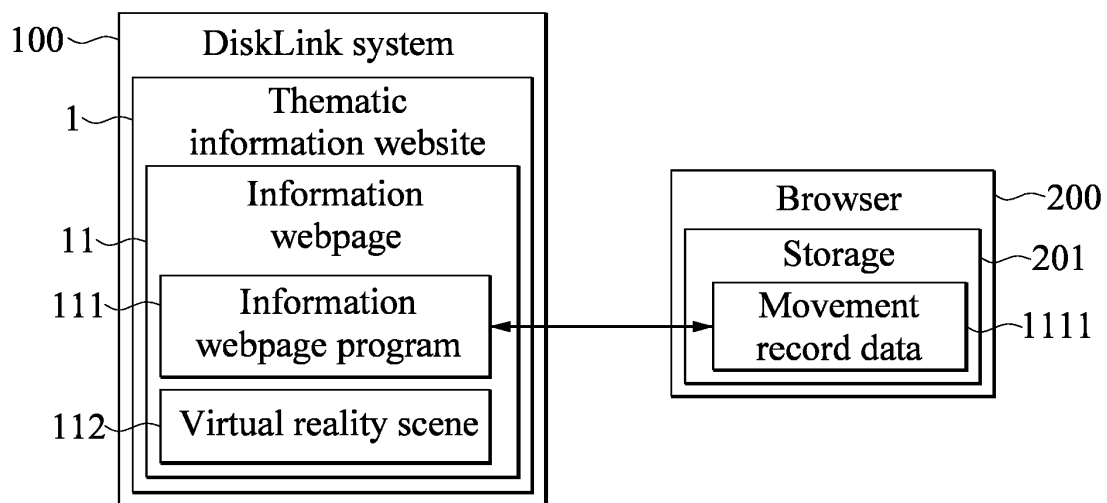 100
DiskLink system
1
Thematic
information website
11
Information
webpage
111
Information
webpage program
112
Virtual reality scene
Browser
200
Storage
201
Movement
record data
1111